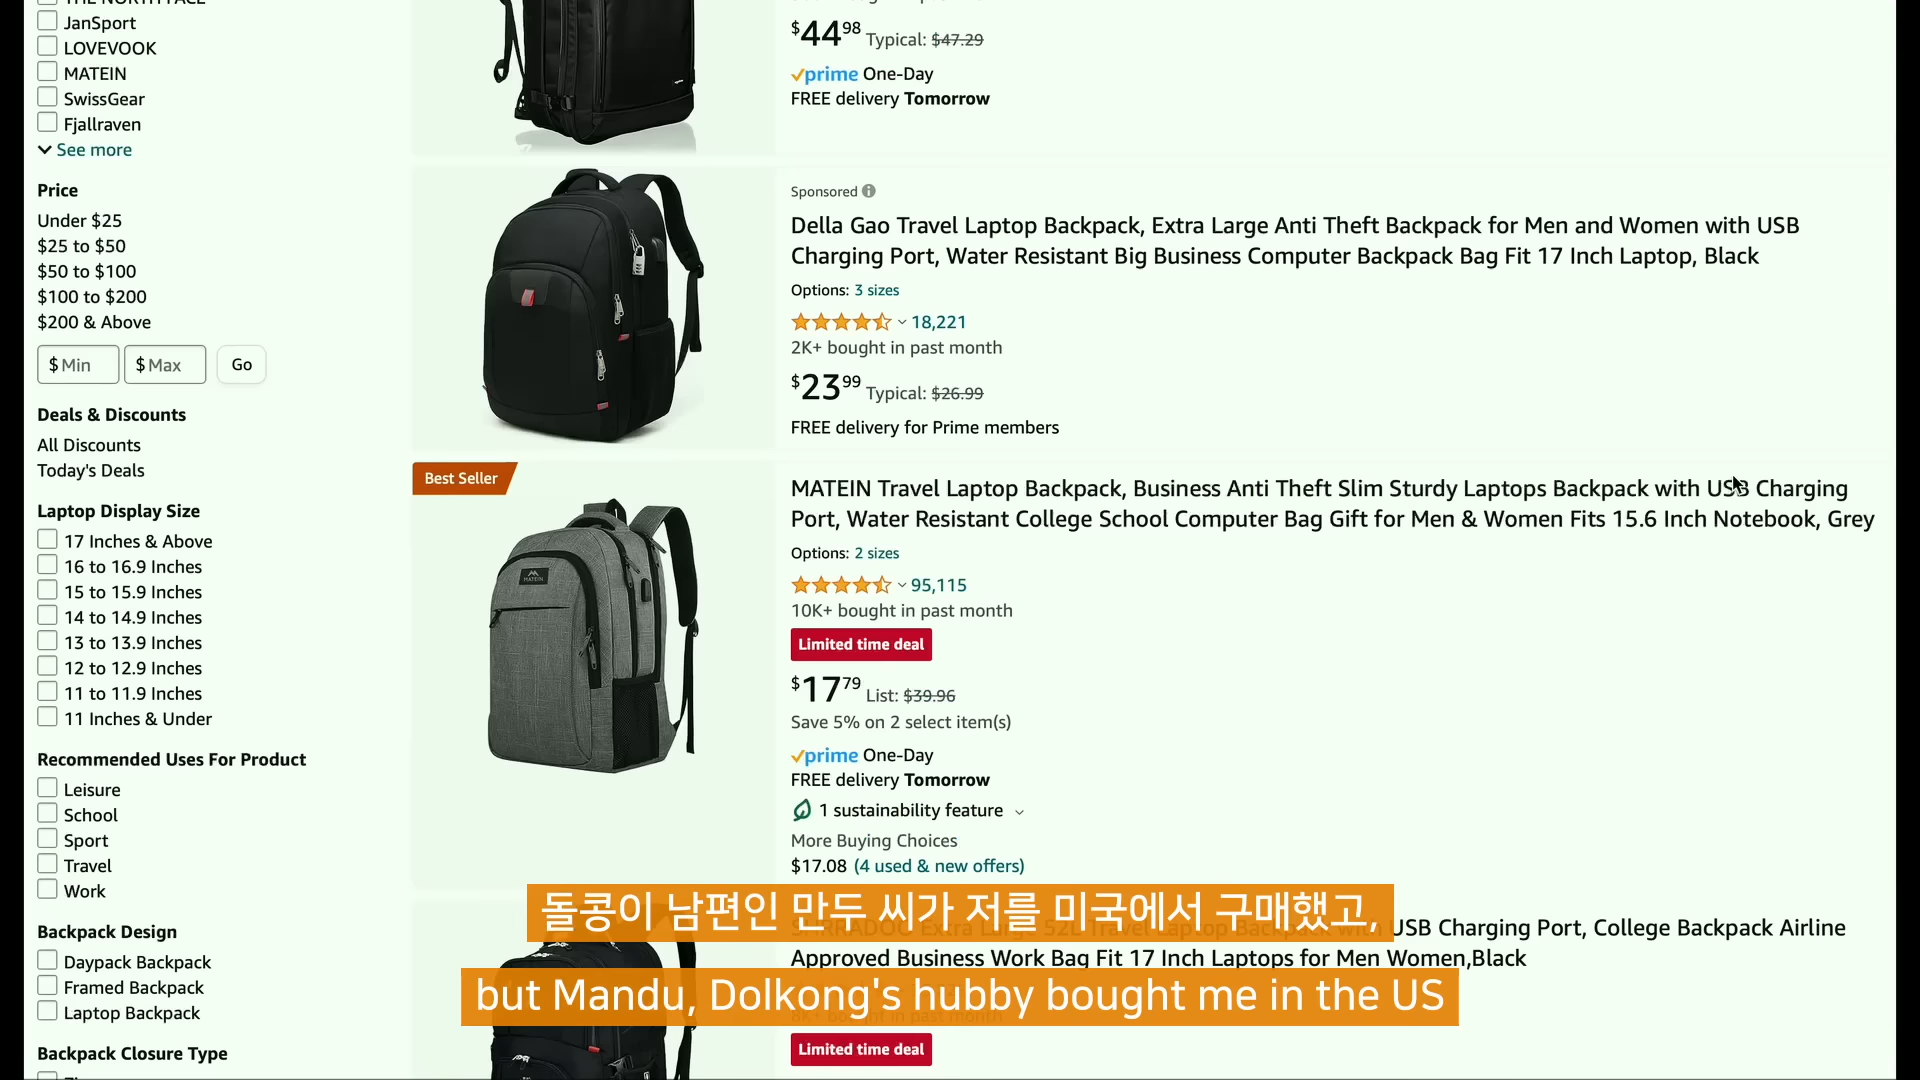 JanSport
LOVEVOOK
MATEIN
SwissGear
Fjallraven
See more
Price
Under $25
$25 to $50
$50 to $100
$100 to $200
$200 & Above
$ Min
$ Max
Go
Deals & Discounts
All Discounts
Today's Deals
Laptop Display Size
17 Inches & Above
16 to 16.9 Inches
15 to 15.9 Inches
14 to 14.9 Inches
13 to 13.9 Inches
12 to 12.9 Inches
11 to 11.9 Inches
11 Inches & Under
Recommended Uses For Product
Leisure
School
Sport
Travel
Work
Backpack Design
Daypack Backpack
Framed Backpack
Laptop Backpack
Backpack Closure Type
$44.98 Typical: $47.29
prime One-Day
FREE delivery Tomorrow
Sponsored
Della Gao Travel Laptop Backpack, Extra Large Anti Theft Backpack for Men and Women with USB
Charging Port, Water Resistant Big Business Computer Backpack Bag Fit 17 Inch Laptop, Black
Options: 3 sizes
18,221
2K+ bought in past month
$23.99 Typical: $26.99
FREE delivery for Prime members
Best Seller
MATEIN
MATEIN Travel Laptop Backpack, Business Anti Theft Slim Sturdy Laptops Backpack with USB Charging
Port, Water Resistant College School Computer Bag Gift for Men & Women Fits 15.6 Inch Notebook, Grey
Options: 2 sizes
95,115
10K+ bought in past month
Limited time deal
$17.79 List: $39.96
Save 5% on 2 select item(s)
prime One-Day
FREE delivery Tomorrow
1 sustainability feature
More Buying Choices
$17.08 (4 used & new offers)
Extra Large 52L Travel Laptop Backpack with USB Charging Port, College Backpack Airline
Approved Business Work Bag Fit 17 Inch Laptops for Men Women,Black
8K+ bought in past month
Limited time deal
돌콩이 남편인 만두 씨가 저를 미국에서 구매했고,
but Mandu, Dolkong's hubby bought me in the US